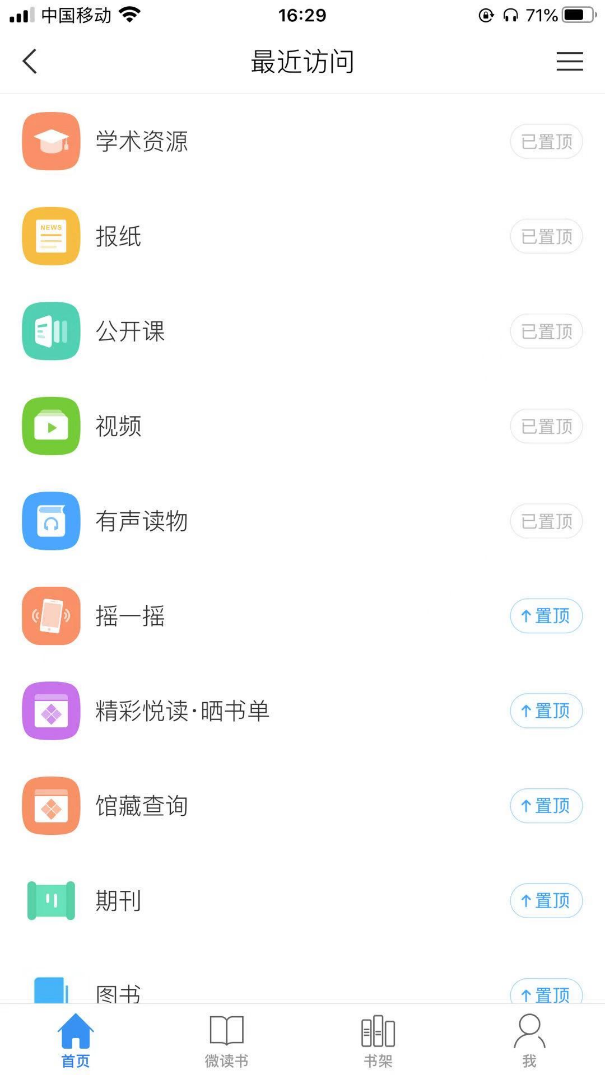 中国移动 16:29 71%
最近访问
学术资源 已置顶
NEWS
报纸 已置顶
公开课 已置顶
视频 已置顶
有声读物 已置顶
摇一摇 ↑置顶
精彩悦读·晒书单 ↑置顶
馆藏查询 ↑置顶
期刊 ↑置顶
图书 ↑置顶
首页 微读书 书架 我